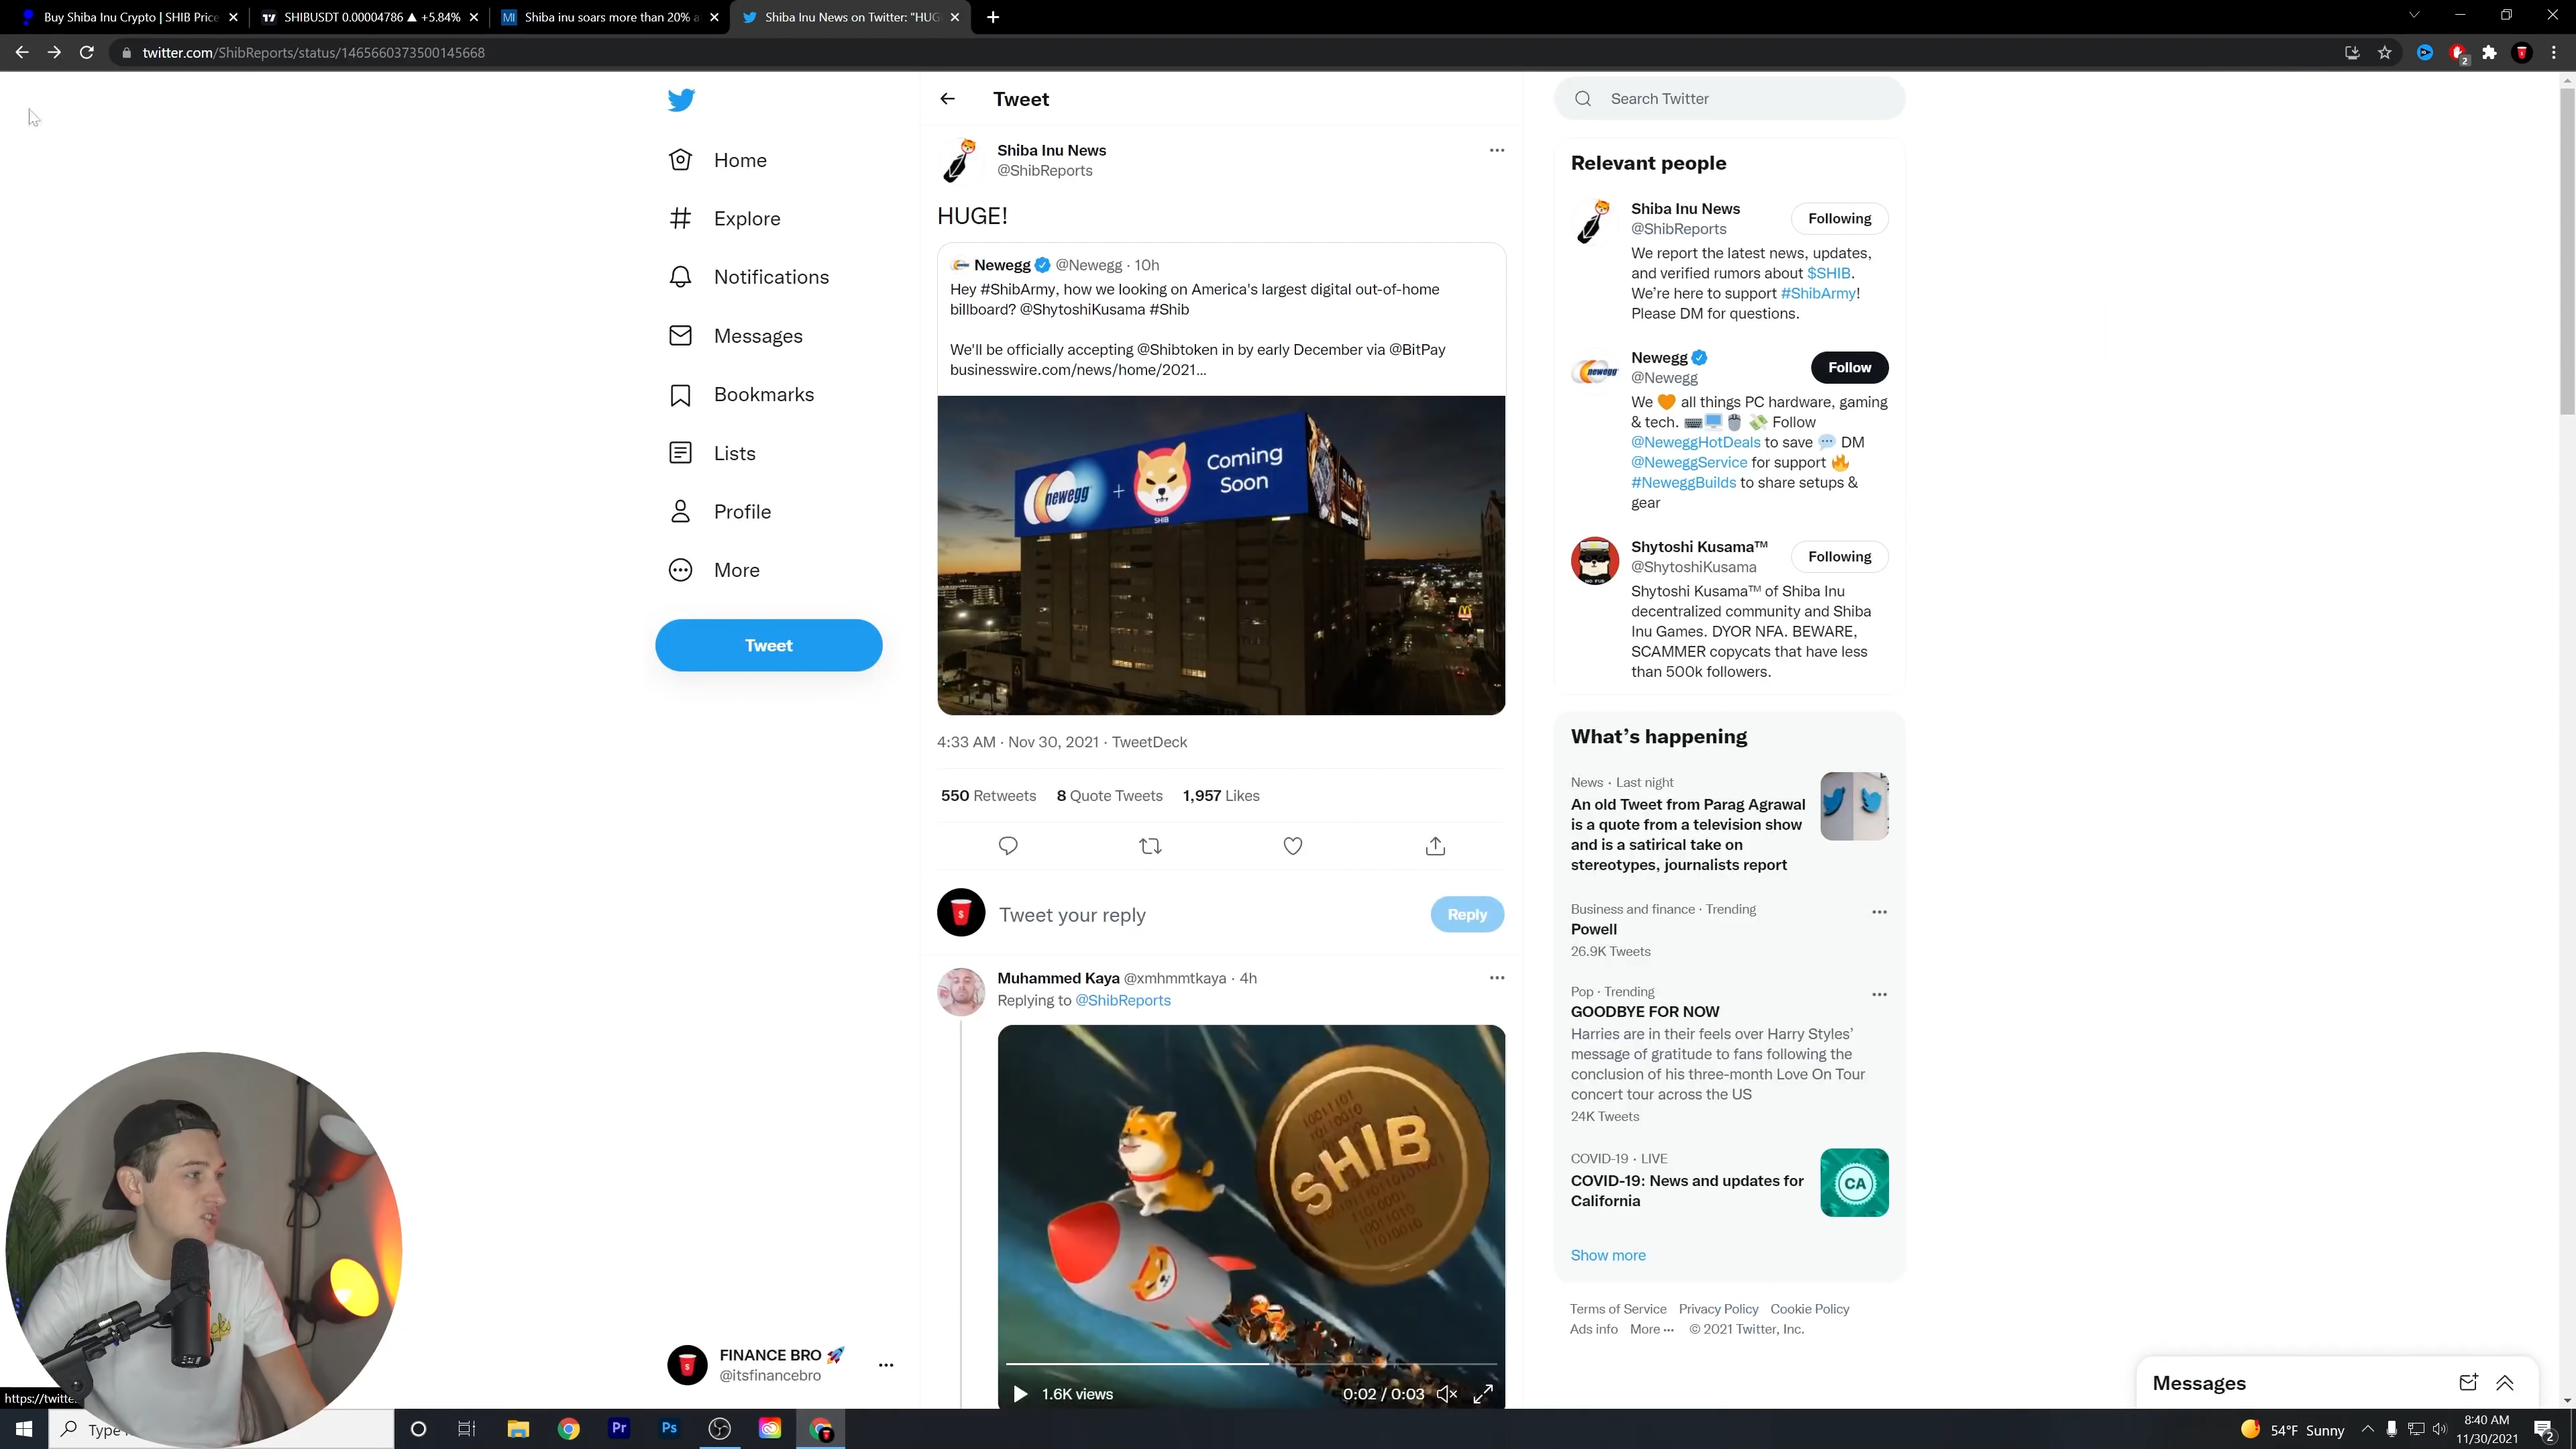 Buy Shiba Inu Crypto | SHIB Price
SHIBUSDT 0.00004786 ▲ +5.84%
MI Shiba inu soars more than 20% a
Shiba Inu News on Twitter: "HUG
twitter.com/ShibReports/status/1465660373500145668
2
Home
Explore
Notifications
Messages
Bookmarks
Lists
Profile
More
Tweet
FINANCE BRO 🚀
@itsfinancebro
https://twitte
Tweet
Shiba Inu News
@ShibReports
HUGE!
Newegg @Newegg · 10h
Hey #ShibArmy, how we looking on America's largest digital out-of-home
billboard? @ShytoshiKusama #Shib
We'll be officially accepting @Shibtoken in by early December via @BitPay
businesswire.com/news/home/2021...
newegg + SHIB Coming
Soon
4:33 AM · Nov 30, 2021 · TweetDeck
550 Retweets 8 Quote Tweets 1,957 Likes
Tweet your reply
Reply
Muhammed Kaya @xmhmmtkaya · 4h
Replying to @ShibReports
SHIB
1.6K views
0:02 / 0:03
Search Twitter
Relevant people
Shiba Inu News
@ShibReports
Following
We report the latest news, updates,
and verified rumors about $SHIB.
We're here to support #ShibArmy!
Please DM for questions.
Newegg
@Newegg
Follow
newegg
We 🧡 all things PC hardware, gaming
& tech. ⌨️🖥️🖱️ 💸 Follow
@NeweggHotDeals to save 💬 DM
@NeweggService for support 🔥
#NeweggBuilds to share setups &
gear
Shytoshi Kusama™
@ShytoshiKusama
Following
Shytoshi Kusama™ of Shiba Inu
decentralized community and Shiba
Inu Games. DYOR NFA. BEWARE,
SCAMMER copycats that have less
than 500k followers.
What's happening
News · Last night
An old Tweet from Parag Agrawal
is a quote from a television show
and is a satirical take on
stereotypes, journalists report
Business and finance · Trending
Powell
26.9K Tweets
Pop · Trending
GOODBYE FOR NOW
Harries are in their feels over Harry Styles'
message of gratitude to fans following the
conclusion of his three-month Love On Tour
concert tour across the US
24K Tweets
COVID-19 · LIVE
COVID-19: News and updates for
California
CA
Show more
Terms of Service Privacy Policy Cookie Policy
Ads info More ··· © 2021 Twitter, Inc.
Messages
Type
Pr
Ps
54°F Sunny
8:40 AM
11/30/2021
2